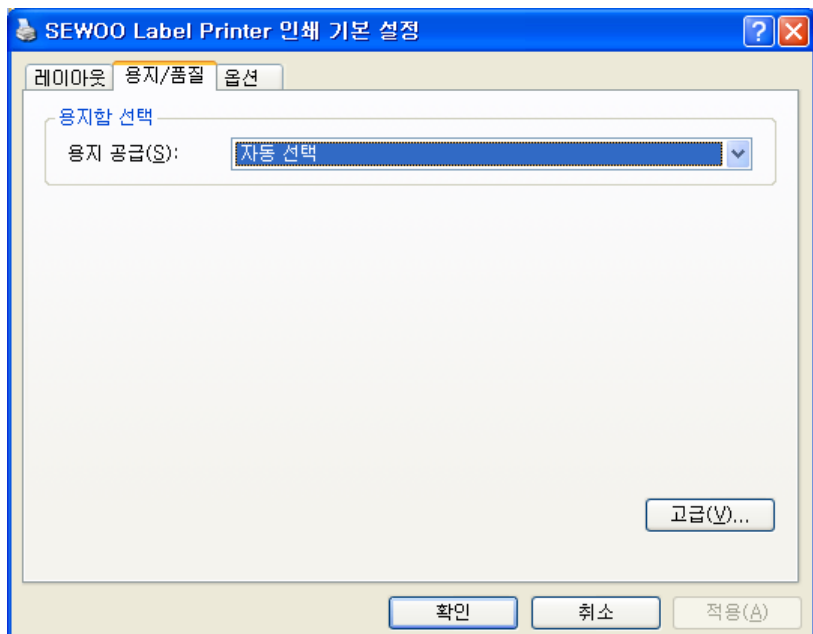 SEWOO Label Printer 인쇄 기본 설정
레이아웃 용지/품질 옵션
용지함 선택
용지 공급(S): 자동 선택
고급(V)...
확인 취소 적용(A)